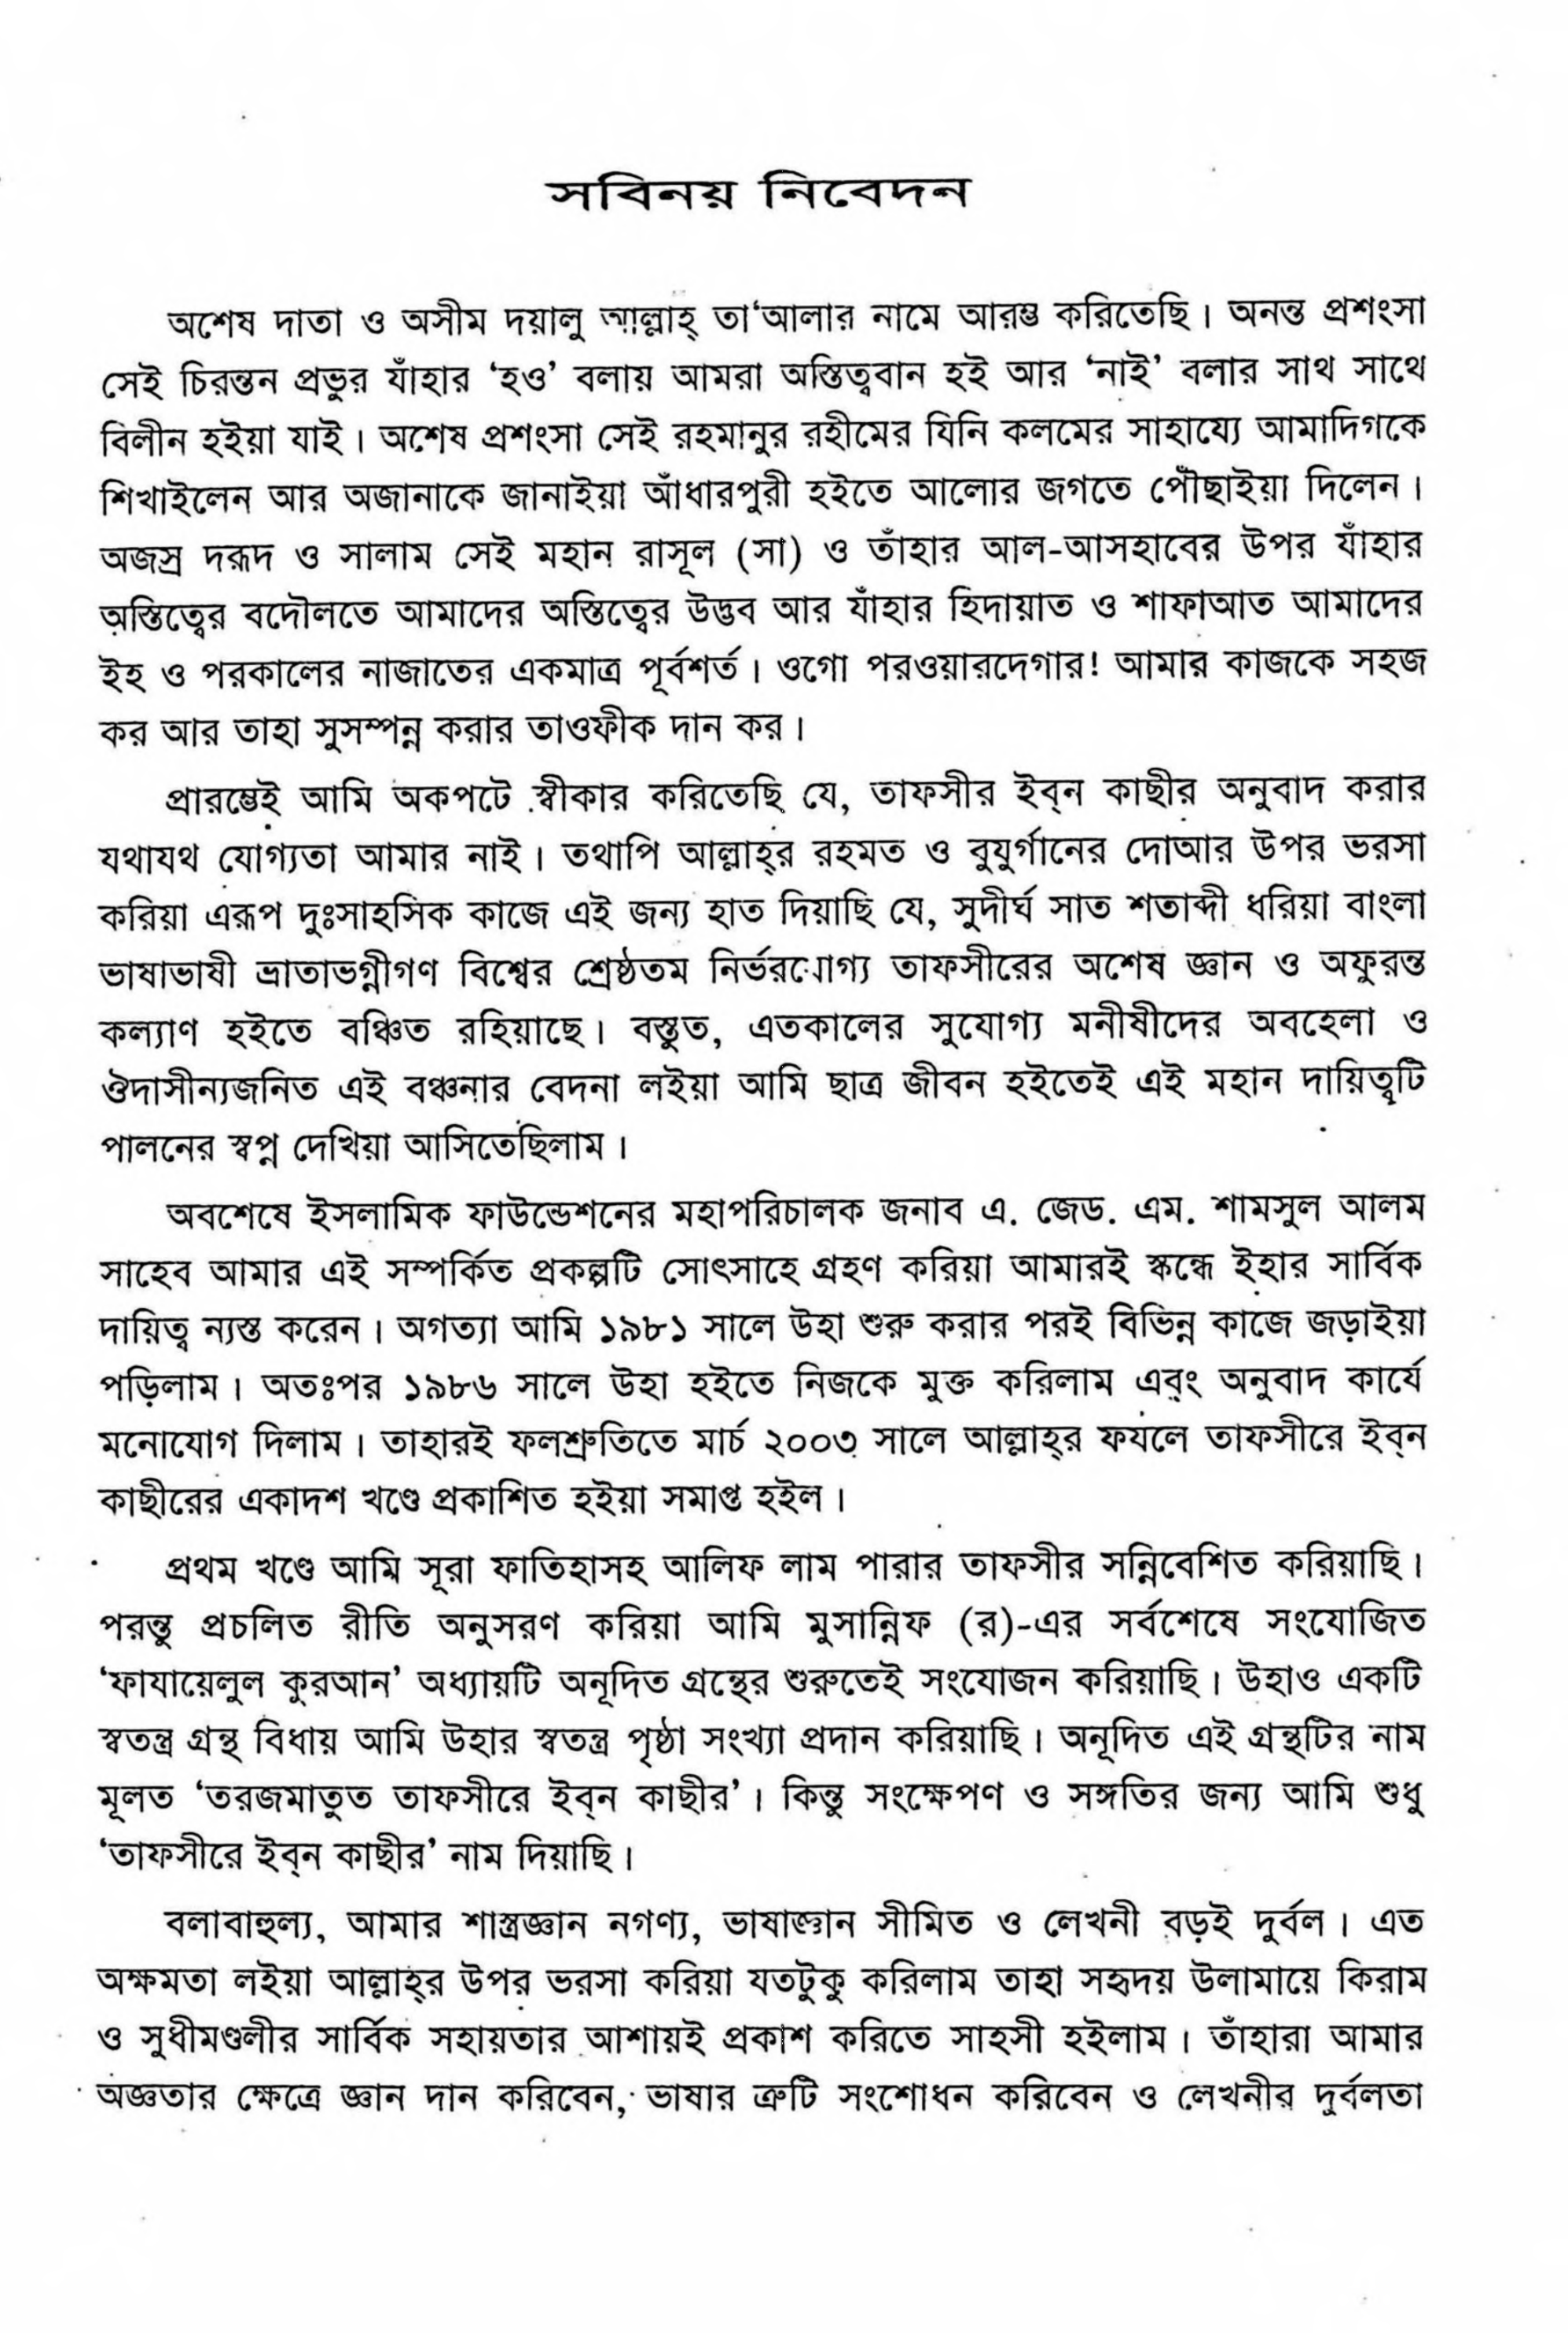 সবিনয় নিবেদন
অশেষ দাতা ও অসীম দয়ালু আল্লাহ্ তা‘আলার নামে আরম্ভ করিতেছি। অনন্ত প্রশংসা
সেই চিরন্তন প্রভুর যাঁহার ‘হও’ বলায় আমরা অস্তিত্ববান হই আর ‘নাই’ বলার সাথ সাথে
বিলীন হইয়া যাই। অশেষ প্রশংসা সেই রহমানুর রহীমের যিনি কলমের সাহায্যে আমাদিগকে
শিখাইলেন আর অজানাকে জানাইয়া আঁধারপুরী হইতে আলোর জগতে পৌঁছাইয়া দিলেন।
অজস্র দরূদ ও সালাম সেই মহান রাসূল (সা) ও তাঁহার আল-আসহাবের উপর যাঁহার
অস্তিত্বের বদৌলতে আমাদের অস্তিত্বের উদ্ভব আর যাঁহার হিদায়াত ও শাফাআত আমাদের
ইহ ও পরকালের নাজাতের একমাত্র পূর্বশর্ত। ওগো পরওয়ারদেগার! আমার কাজকে সহজ
কর আর তাহা সুসম্পন্ন করার তাওফীক দান কর।
প্রারম্ভেই আমি অকপটে স্বীকার করিতেছি যে, তাফসীর ইব্‌ন কাছীর অনুবাদ করার
যথাযথ যোগ্যতা আমার নাই। তথাপি আল্লাহ্‌র রহমত ও বুযুর্গানের দোআর উপর ভরসা
করিয়া এরূপ দুঃসাহসিক কাজে এই জন্য হাত দিয়াছি যে, সুদীর্ঘ সাত শতাব্দী ধরিয়া বাংলা
ভাষাভাষী ভ্রাতাভগ্নীগণ বিশ্বের শ্রেষ্ঠতম নির্ভরযোগ্য তাফসীরের অশেষ জ্ঞান ও অফুরন্ত
কল্যাণ হইতে বঞ্চিত রহিয়াছে। বস্তুত, এতকালের সুযোগ্য মনীষীদের অবহেলা ও
ঔদাসীন্যজনিত এই বঞ্চনার বেদনা লইয়া আমি ছাত্র জীবন হইতেই এই মহান দায়িত্বটি
পালনের স্বপ্ন দেখিয়া আসিতেছিলাম।
অবশেষে ইসলামিক ফাউন্ডেশনের মহাপরিচালক জনাব এ. জেড. এম. শামসুল আলম
সাহেব আমার এই সম্পর্কিত প্রকল্পটি সোৎসাহে গ্রহণ করিয়া আমারই স্কন্ধে ইহার সার্বিক
দায়িত্ব ন্যস্ত করেন। অগত্যা আমি ১৯৮১ সালে উহা শুরু করার পরই বিভিন্ন কাজে জড়াইয়া
পড়িলাম। অতঃপর ১৯৮৬ সালে উহা হইতে নিজকে মুক্ত করিলাম এবং অনুবাদ কার্যে
মনোযোগ দিলাম। তাহারই ফলশ্রুতিতে মার্চ ২০০৩ সালে আল্লাহ্‌র ফযলে তাফসীরে ইব্‌ন
কাছীরের একাদশ খণ্ডে প্রকাশিত হইয়া সমাপ্ত হইল।
প্রথম খণ্ডে আমি সূরা ফাতিহাসহ আলিফ লাম পারার তাফসীর সন্নিবেশিত করিয়াছি।
পরন্তু প্রচলিত রীতি অনুসরণ করিয়া আমি মুসান্নিফ (র)-এর সর্বশেষে সংযোজিত
‘ফাযায়েলুল কুরআন’ অধ্যায়টি অনূদিত গ্রন্থের শুরুতেই সংযোজন করিয়াছি। উহাও একটি
স্বতন্ত্র গ্রন্থ বিধায় আমি উহার স্বতন্ত্র পৃষ্ঠা সংখ্যা প্রদান করিয়াছি। অনূদিত এই গ্রন্থটির নাম
মূলত ‘তরজমাতুত তাফসীরে ইব্‌ন কাছীর’। কিন্তু সংক্ষেপণ ও সঙ্গতির জন্য আমি শুধু
‘তাফসীরে ইব্‌ন কাছীর’ নাম দিয়াছি।
বলাবাহুল্য, আমার শাস্ত্রজ্ঞান নগণ্য, ভাষাজ্ঞান সীমিত ও লেখনী বড়ই দুর্বল। এত
অক্ষমতা লইয়া আল্লাহ্‌র উপর ভরসা করিয়া যতটুকু করিলাম তাহা সহৃদয় উলামায়ে কিরাম
ও সুধীমণ্ডলীর সার্বিক সহায়তার আশায়ই প্রকাশ করিতে সাহসী হইলাম। তাঁহারা আমার
অজ্ঞতার ক্ষেত্রে জ্ঞান দান করিবেন, ভাষার ত্রুটি সংশোধন করিবেন ও লেখনীর দুর্বলতা